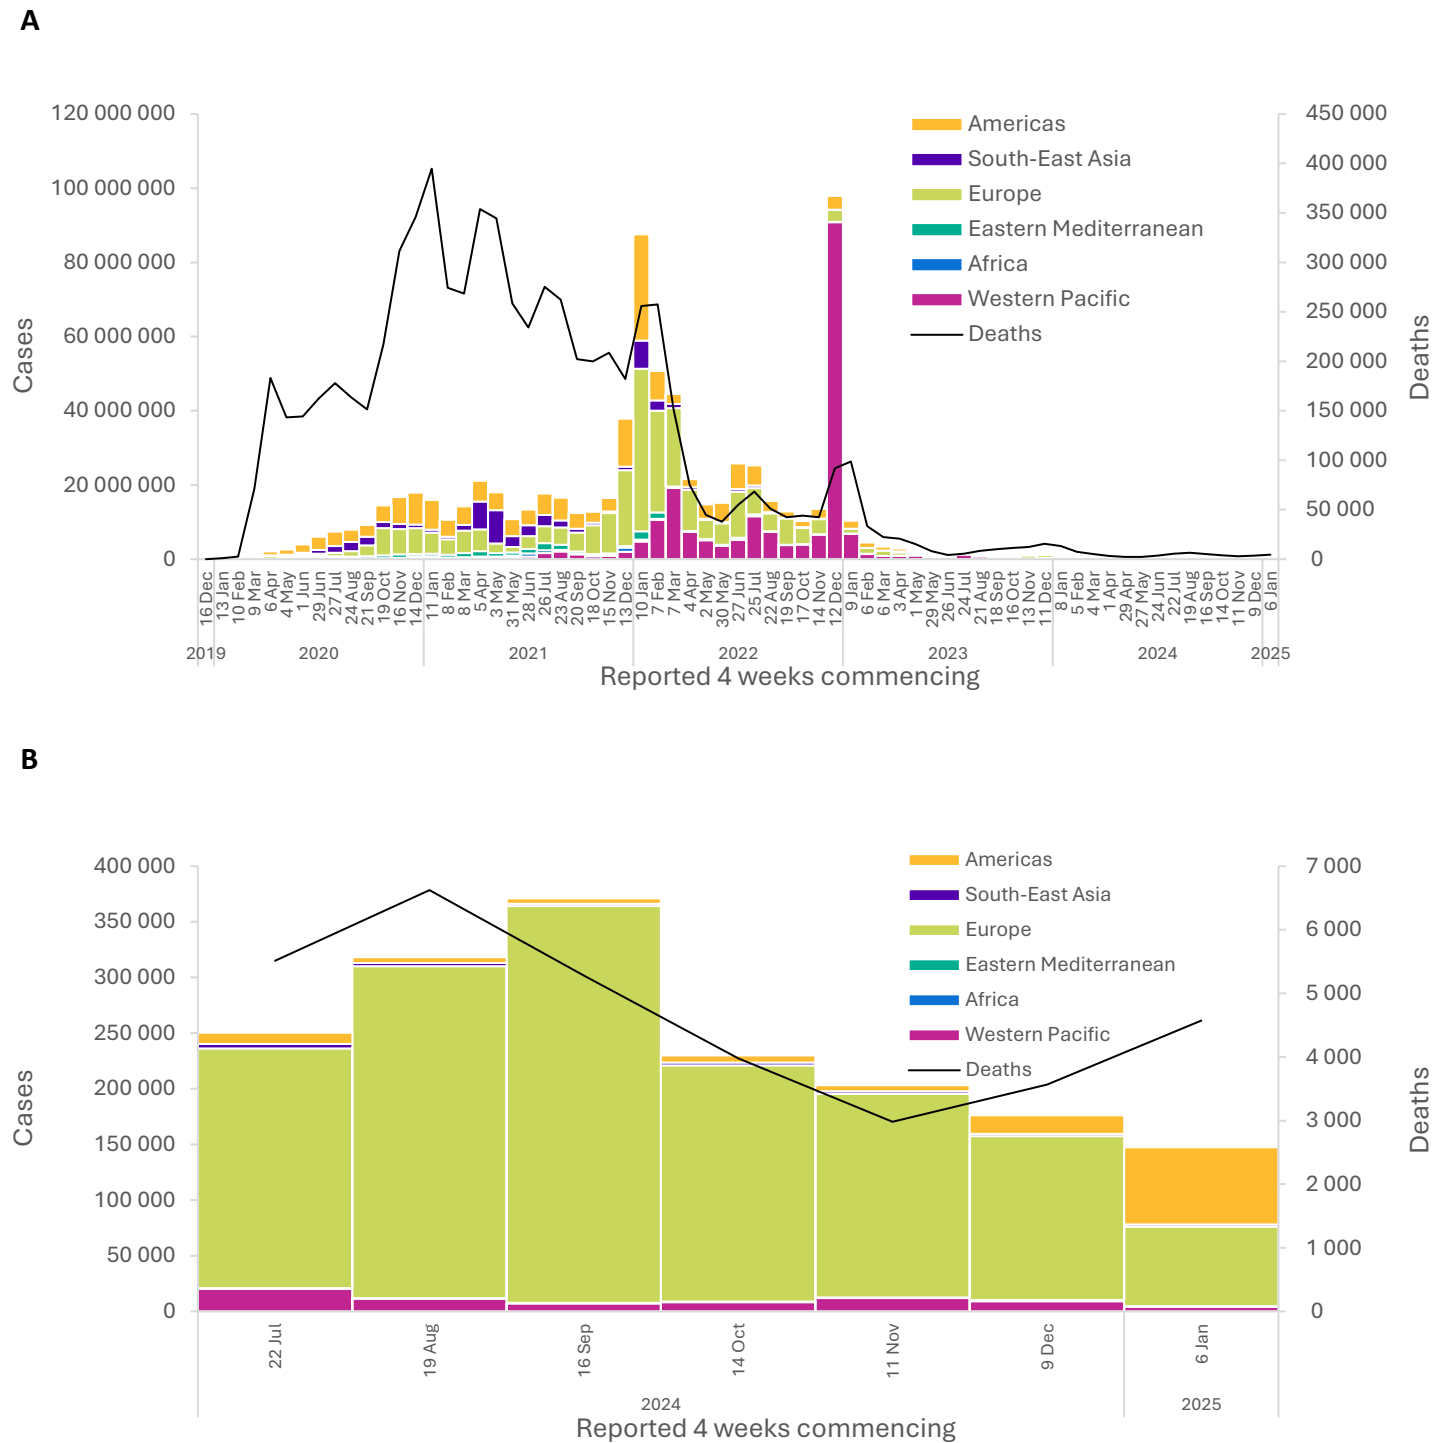 A
120 000 000
100 000 000
80 000 000
60 000 000
40 000 000
20 000 000
0
Cases
450 000
400 000
350 000
300 000
250 000
200 000
150 000
100 000
50 000
0
Deaths
Americas
South-East Asia
Europe
Eastern Mediterranean
Africa
Western Pacific
Deaths
16 Dec
13 Jan
10 Feb
9 Mar
6 Apr
4 May
1 Jun
29 Jun
27 Jul
24 Aug
21 Sep
19 Oct
16 Nov
14 Dec
11 Jan
8 Feb
8 Mar
5 Apr
3 May
31 May
28 Jun
26 Jul
23 Aug
20 Sep
18 Oct
15 Nov
13 Dec
10 Jan
7 Feb
7 Mar
4 Apr
2 May
30 May
27 Jun
25 Jul
22 Aug
19 Sep
17 Oct
14 Nov
12 Dec
9 Jan
6 Feb
6 Mar
3 Apr
1 May
29 May
26 Jun
24 Jul
21 Aug
18 Sep
16 Oct
13 Nov
11 Dec
8 Jan
5 Feb
4 Mar
1 Apr
29 Apr
27 May
24 Jun
22 Jul
19 Aug
16 Sep
14 Oct
11 Nov
9 Dec
6 Jan
2019 2020 2021 2022 2023 2024 2025
Reported 4 weeks commencing
B
400 000
350 000
300 000
250 000
200 000
150 000
100 000
50 000
0
Cases
7 000
6 000
5 000
4 000
3 000
2 000
1 000
0
Deaths
Americas
South-East Asia
Europe
Eastern Mediterranean
Africa
Western Pacific
Deaths
22 Jul
19 Aug
16 Sep
14 Oct
11 Nov
9 Dec
6 Jan
2024 2025
Reported 4 weeks commencing